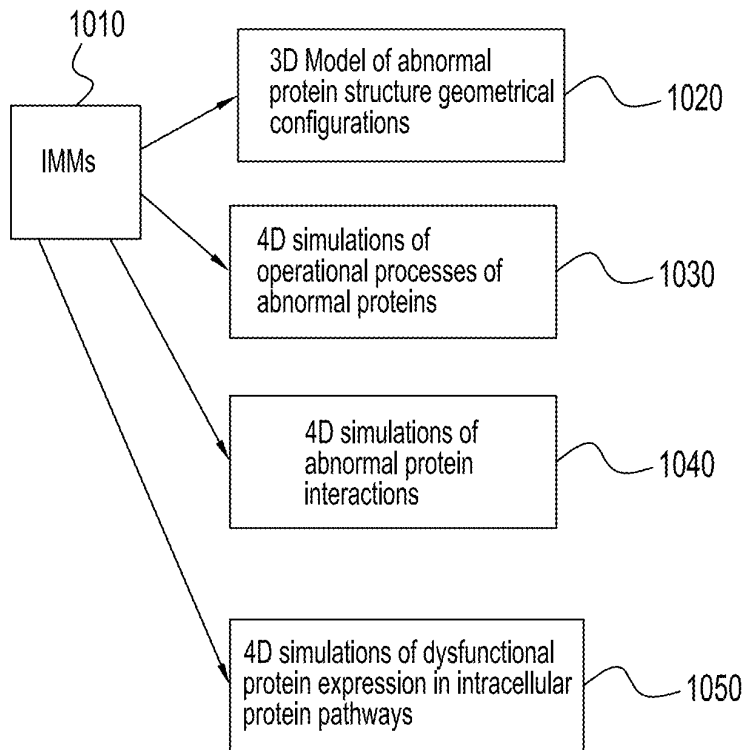 1010
IMMs
3D Model of abnormal
protein structure geometrical
configurations
1020
4D simulations of
operational processes of
abnormal proteins
1030
4D simulations of
abnormal protein
interactions
1040
4D simulations of dysfunctional
protein expression in intracellular
protein pathways
1050